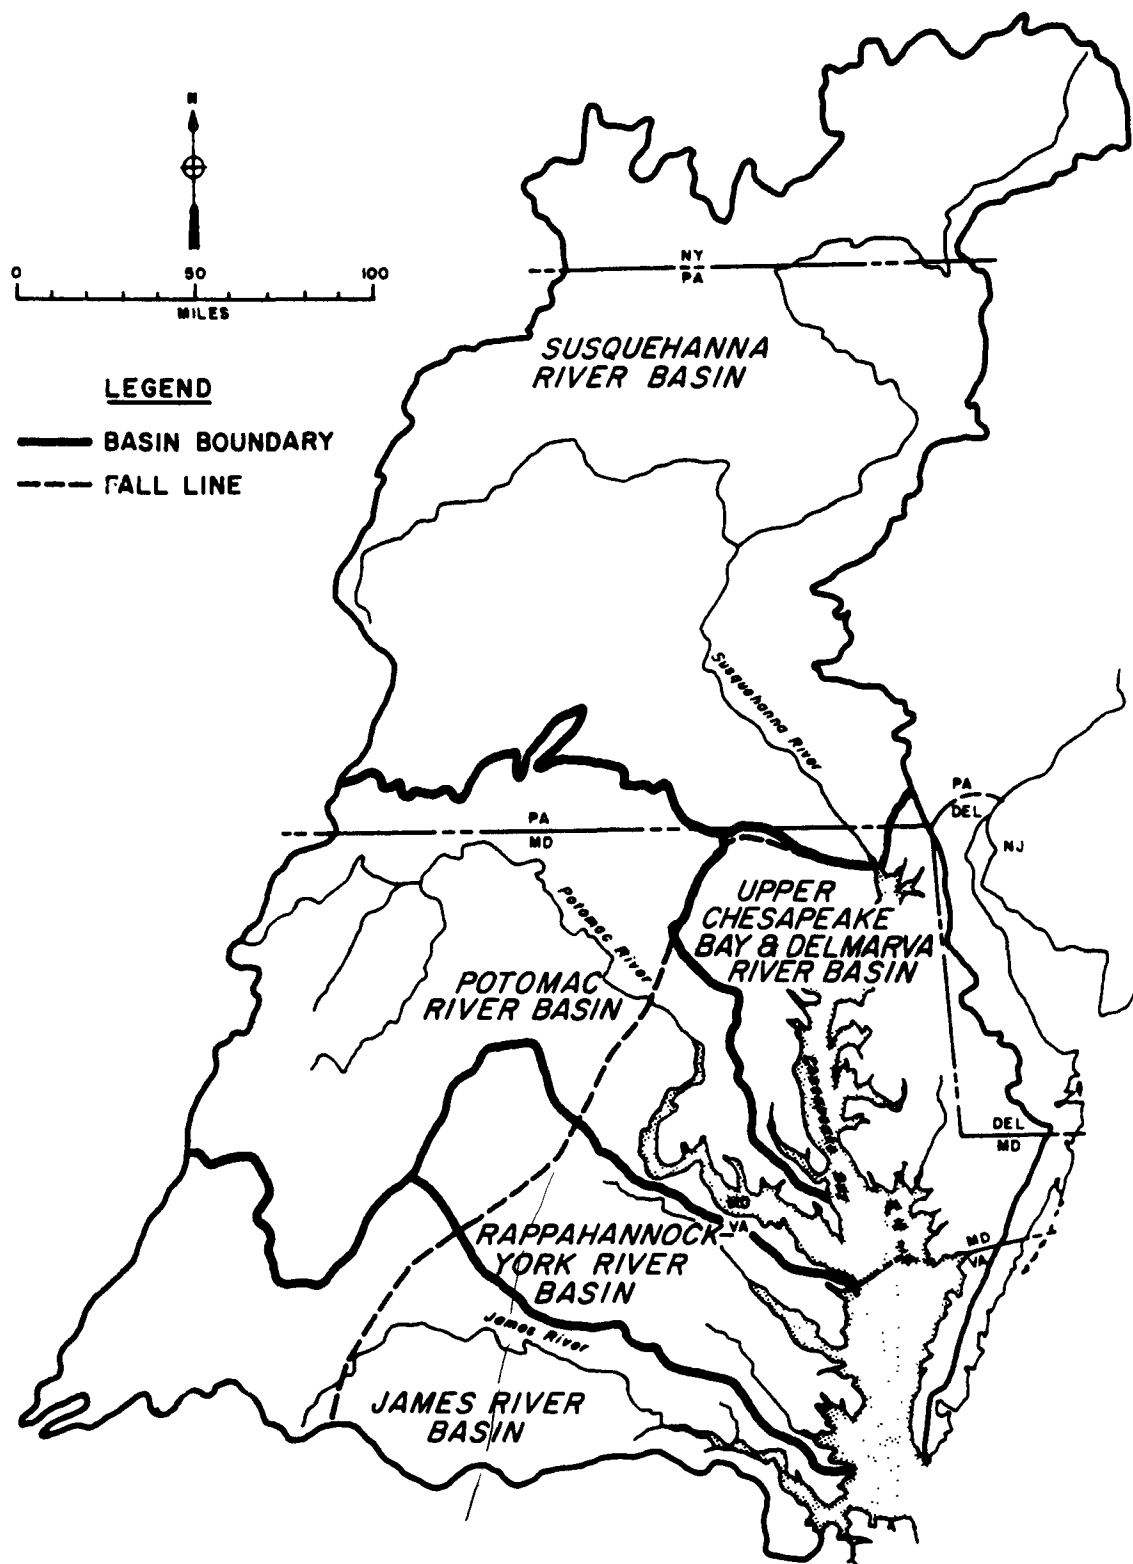 N
0 50 100
MILES
LEGEND
BASIN BOUNDARY
FALL LINE
NY
PA
SUSQUEHANNA
RIVER BASIN
Susquehanna River
PA
DEL
NJ
PA
MD
Potomac River
UPPER
CHESAPEAKE
BAY & DELMARVA
RIVER BASIN
POTOMAC
RIVER BASIN
Chesapeake Bay
DEL
MD
MD
VA
MD
VA
RAPPAHANNOCK-
YORK RIVER
BASIN
James River
JAMES RIVER
BASIN